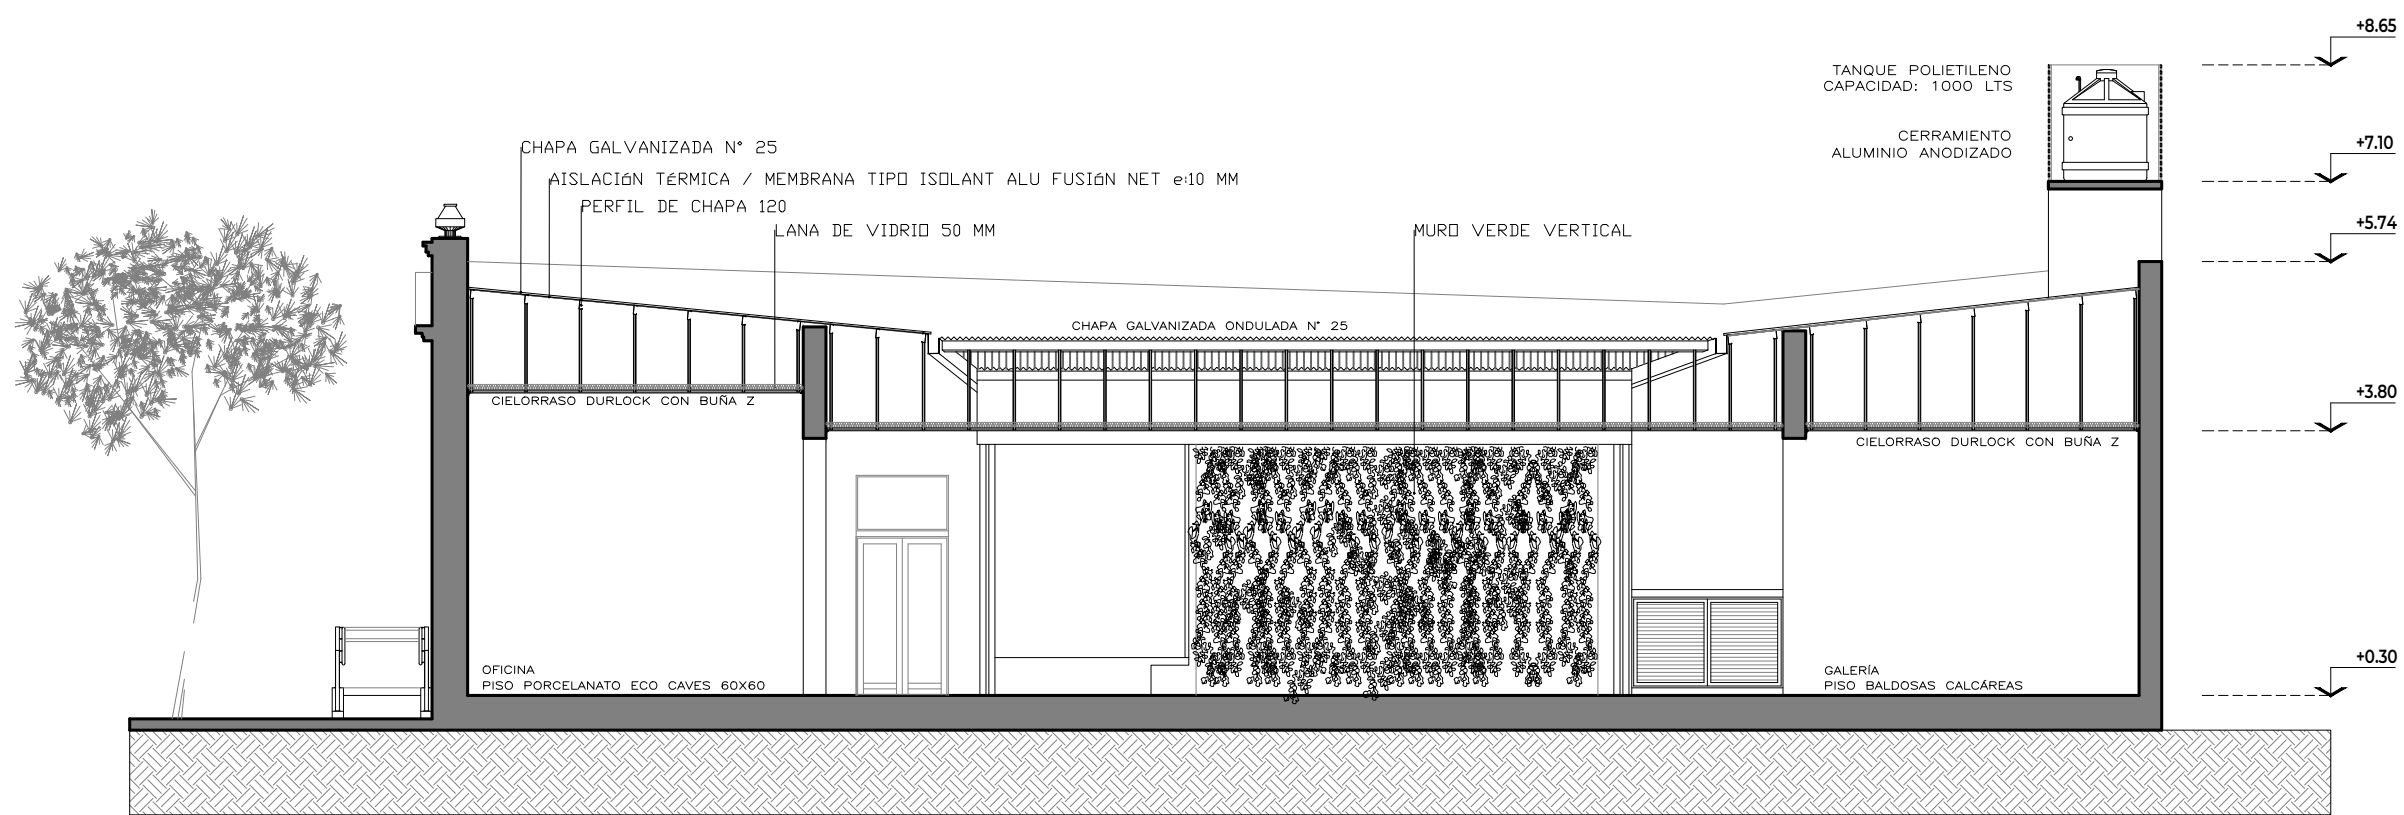 +8.65
TANQUE POLIETILENO
CAPACIDAD: 1000 LTS
CERRAMIENTO
ALUMINIO ANODIZADO
+7.10
CHAPA GALVANIZADA N° 25
AISLACIóN TéRMICA / MEMBRANA TIPO ISOLANT ALU FUSIóN NET e:10 MM
PERFIL DE CHAPA 120
LANA DE VIDRIO 50 MM
MURO VERDE VERTICAL
+5.74
CHAPA GALVANIZADA ONDULADA N° 25
CIELORRASO DURLOCK CON BUÑA Z
+3.80
CIELORRASO DURLOCK CON BUÑA Z
OFICINA
PISO PORCELANATO ECO CAVES 60X60
GALERÍA
PISO BALDOSAS CALCÁREAS
+0.30